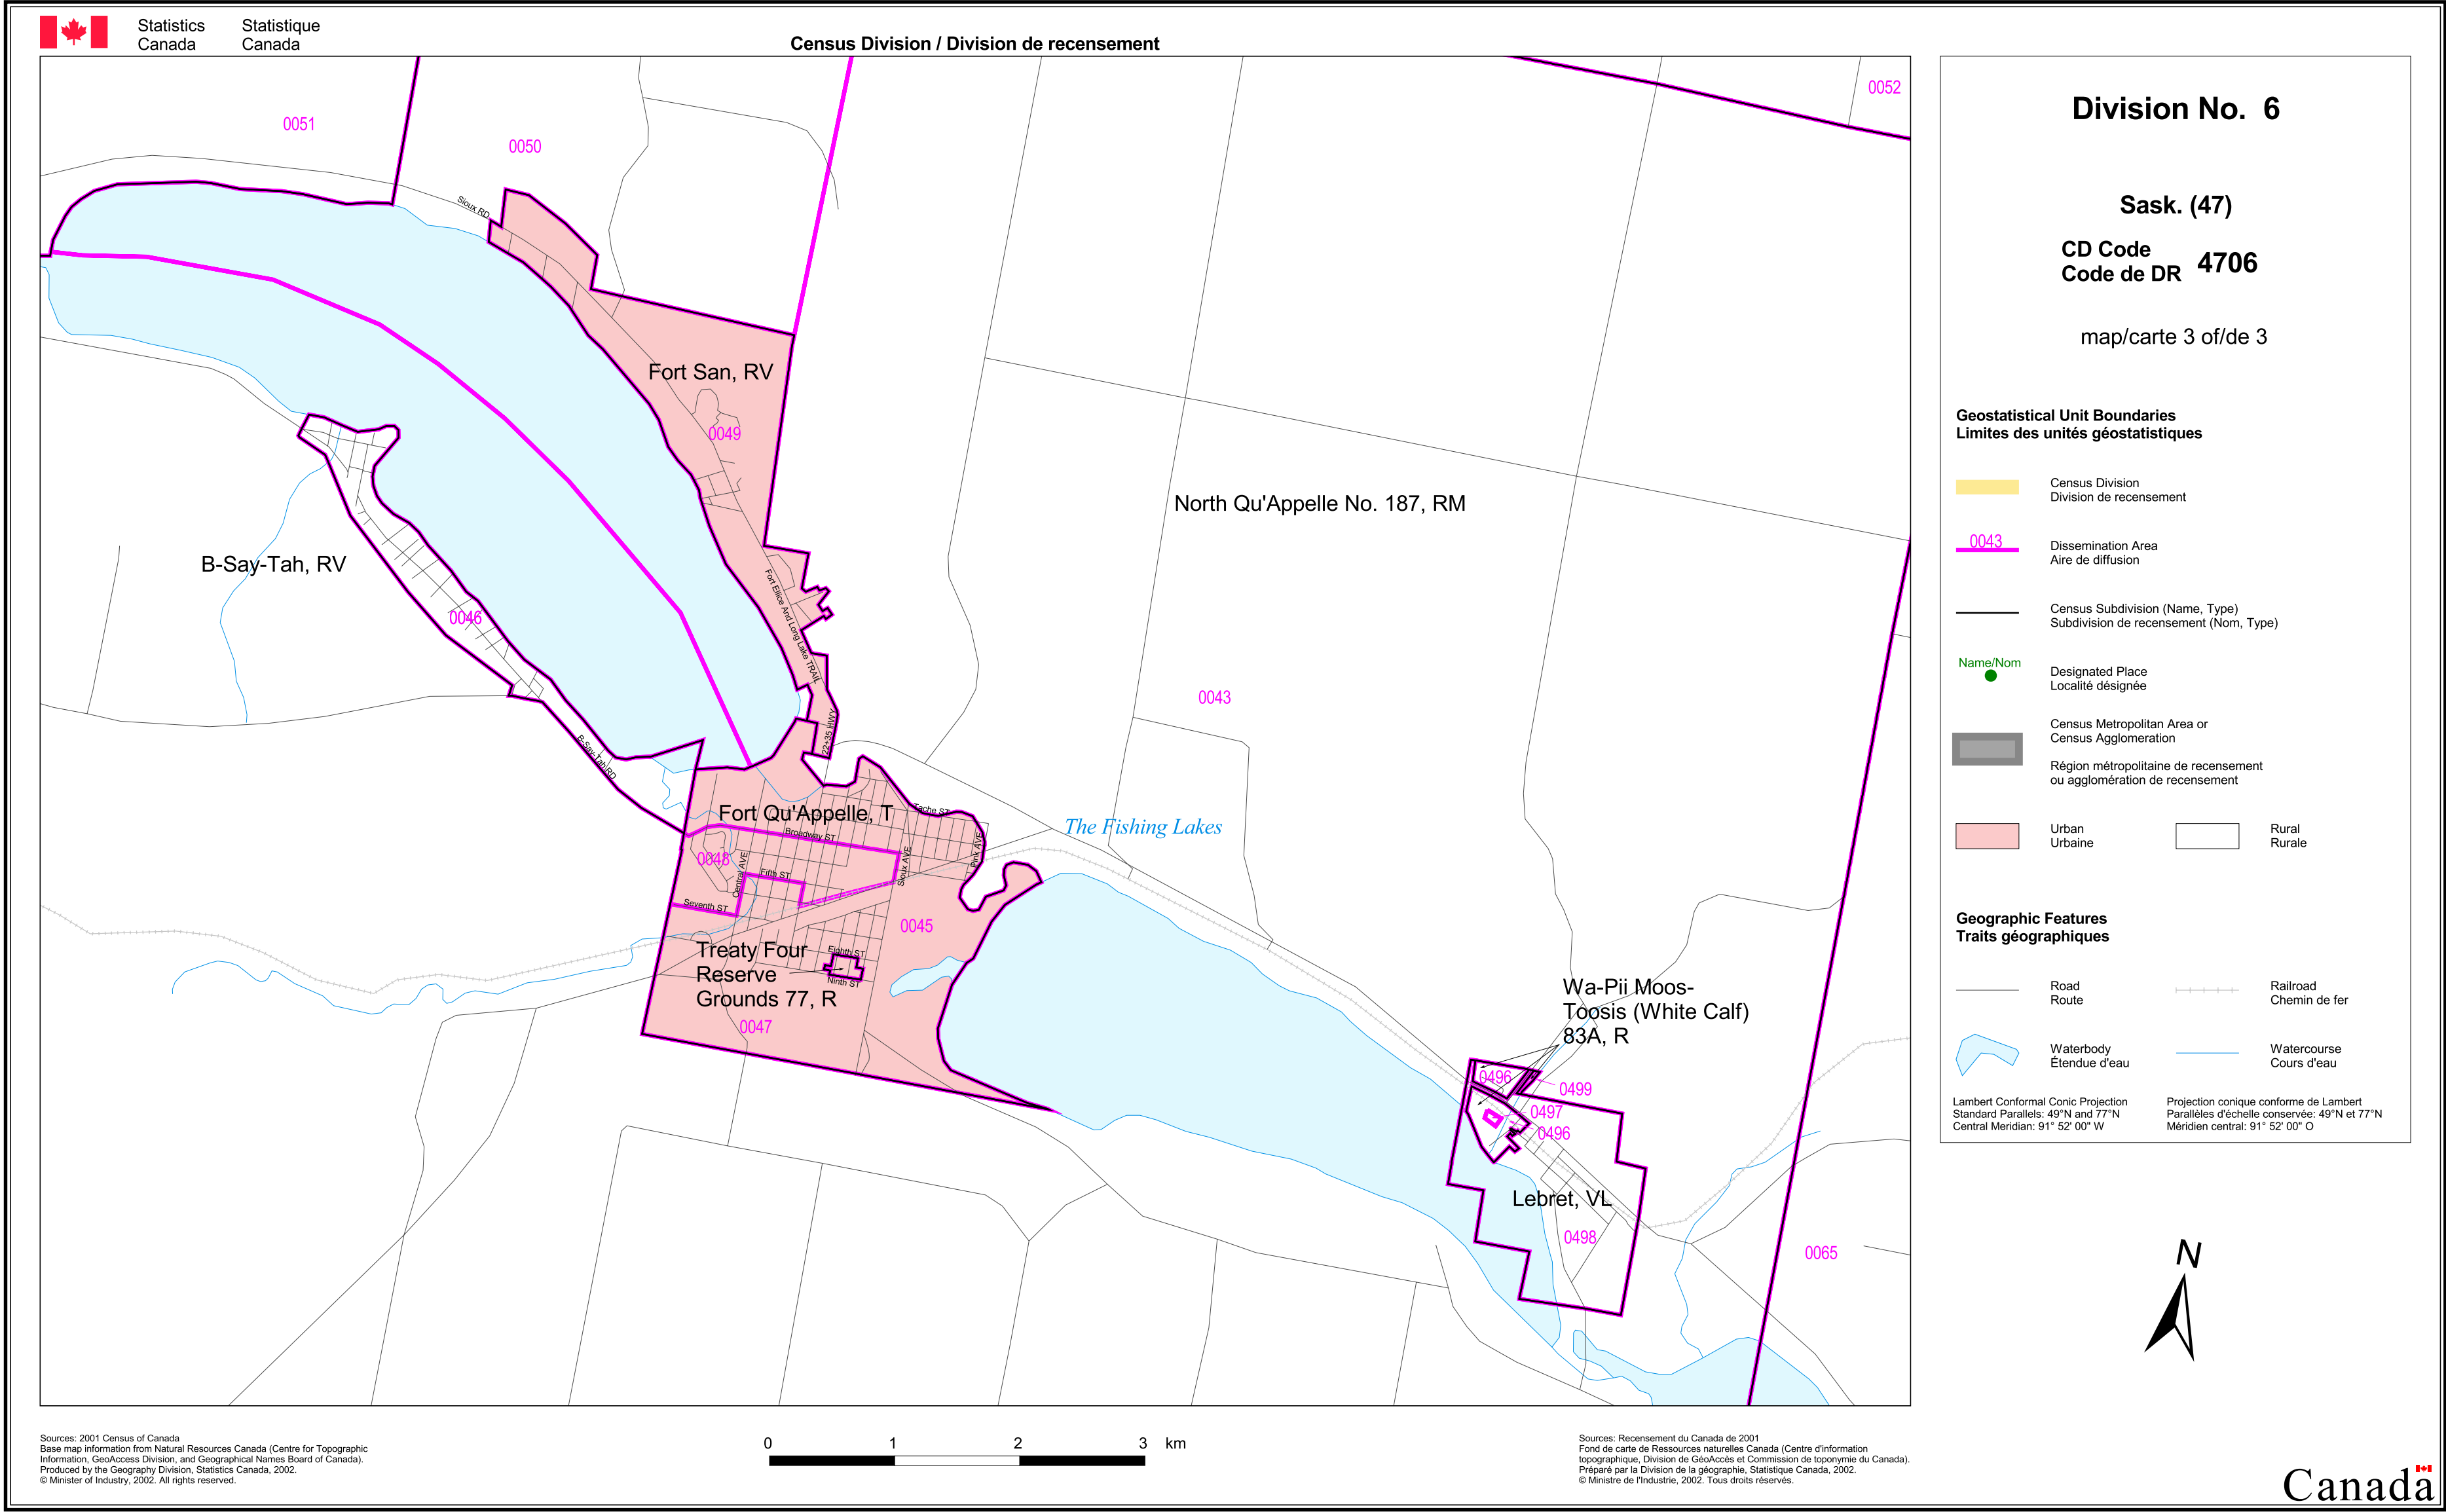 Statistics Canada
Statistique Canada
Census Division / Division de recensement
0051
0050
0052
Sioux RD
Fort San, RV
0049
North Qu'Appelle No. 187, RM
B-Say-Tah, RV
0046
Fort Ellice And Long Lake TRAIL
0043
22+35 HWY
B-Say-Tah RD
Fort Qu'Appelle, T
Tache ST
The Fishing Lakes
Broadway ST
Pink AVE
0048
Central AVE
Sioux AVE
Fifth ST
Seventh ST
0045
Treaty Four
Reserve
Grounds 77, R
Eighth ST
Ninth ST
0047
Wa-Pii Moos-
Toosis (White Calf)
83A, R
0496
0499
0497
0496
Lebret, VL
0498
0065
Division No. 6
Sask. (47)
CD Code
Code de DR
4706
map/carte 3 of/de 3
Geostatistical Unit Boundaries
Limites des unités géostatistiques
Census Division
Division de recensement
0043
Dissemination Area
Aire de diffusion
Census Subdivision (Name, Type)
Subdivision de recensement (Nom, Type)
Name/Nom
Designated Place
Localité désignée
Census Metropolitan Area or
Census Agglomeration
Région métropolitaine de recensement
ou agglomération de recensement
Urban
Urbaine
Rural
Rurale
Geographic Features
Traits géographiques
Road
Route
Railroad
Chemin de fer
Waterbody
Étendue d'eau
Watercourse
Cours d'eau
Lambert Conformal Conic Projection
Standard Parallels: 49°N and 77°N
Central Meridian: 91° 52' 00" W
Projection conique conforme de Lambert
Parallèles d'échelle conservée: 49°N et 77°N
Méridien central: 91° 52' 00" O
N
Sources: 2001 Census of Canada
Base map information from Natural Resources Canada (Centre for Topographic
Information, GeoAccess Division, and Geographical Names Board of Canada).
Produced by the Geography Division, Statistics Canada, 2002.
© Minister of Industry, 2002. All rights reserved.
0 1 2 3 km
Sources: Recensement du Canada de 2001
Fond de carte de Ressources naturelles Canada (Centre d'information
topographique, Division de GéoAccès et Commission de toponymie du Canada).
Préparé par la Division de la géographie, Statistique Canada, 2002.
© Ministre de l'Industrie, 2002. Tous droits réservés.
Canada